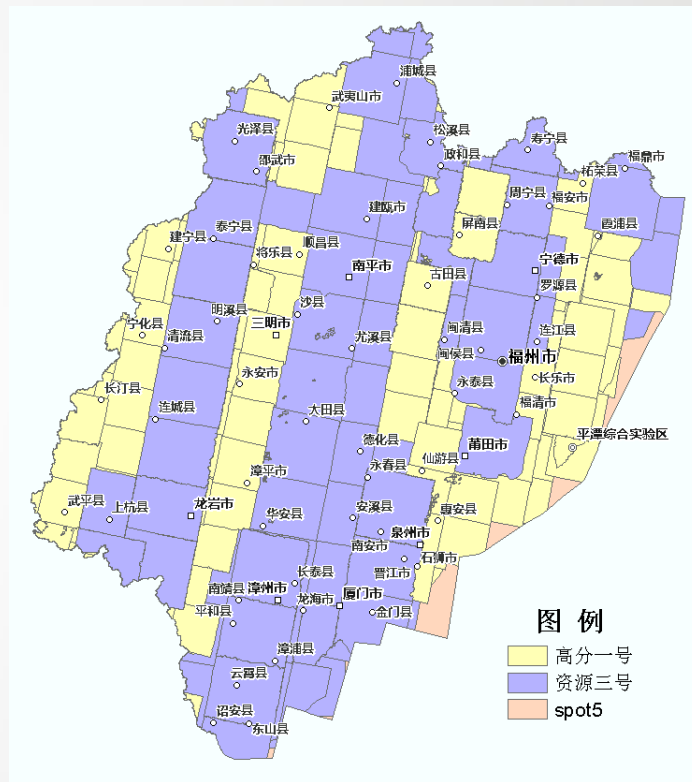 浦城县
武夷山市
松溪县
光泽县
寿宁县
政和县
福鼎市
邵武市
柘荣县
周宁县
福安市
建瓯市
屏南县
霞浦县
泰宁县
建宁县
顺昌县
将乐县
宁德市
南平市
古田县
罗源县
沙县
明溪县
三明市
宁化县
清流县
尤溪县
闽清县
连江县
闽侯县
福州市
永安市
长乐市
永泰县
长汀县
连城县
大田县
福清市
德化县
莆田市
平潭综合实验区
仙游县
永春县
漳平市
武平县
上杭县
龙岩市
华安县
安溪县
惠安县
泉州市
南安市
石狮市
晋江市
长泰县
南靖县
漳州市
龙海市
厦门市
金门县
平和县
漳浦县
云霄县
诏安县
东山县
图 例
高分一号
资源三号
spot5